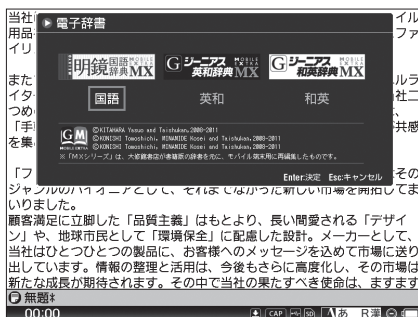 当社
イル
用品
ファ
イリ
電子辞書
また
ルラ
イタ
社二
つめ
「手
共感
を集
明鏡国語辞典MX MOBILE EXTRA
Gジーニアス英和辞典MX MOBILE EXTRA
Gジーニアス和英辞典MX MOBILE EXTRA
国語 英和 和英
GM
©KITAHARA Yasuo and Taishukan,2008-2011
©KONISHI Tomoshichi, MINAMIDE Kosei and Taishukan,2008-2011
©KONISHI Tomoshichi, MINAMIDE Kosei and Taishukan,2008-2011
※「MXシリーズ」は、大修館書店が書籍版の辞書を元に、モバイル端末用に再編集したものです。
Enter:決定 Esc:キャンセル
「フ
その
ジャンルのパイオニアとして、それまでなかった新しい市場を開拓してま
いりました。
顧客満足に立脚した「品質主義」はもとより、長い間愛される「デザイ
ン」や、地球市民として「環境保全」に配慮した設計。メーカーとして、
当社はひとつひとつの製品に、お客様へのメッセージを込めて市場に送り
出しています。情報の整理と活用は、今後もさらに高度化し、その市場は
新たな成長が期待されます。その中で当社の果たすべき使命は、ますます
無題*
00:00 CAP SD あ R漢